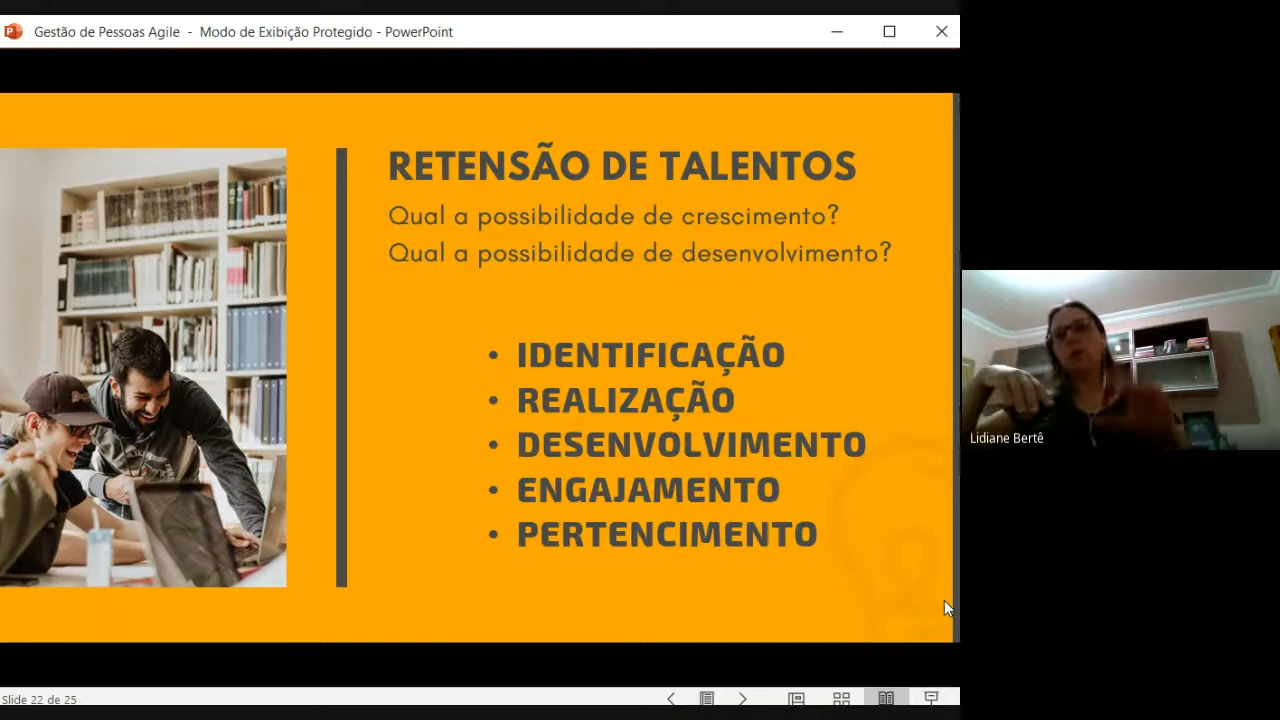 Gestão de Pessoas Agile - Modo de Exibição Protegido - PowerPoint
RETENSÃO DE TALENTOS
Qual a possibilidade de crescimento?
Qual a possibilidade de desenvolvimento?
• IDENTIFICAÇÃO
• REALIZAÇÃO
• DESENVOLVIMENTO
• ENGAJAMENTO
• PERTENCIMENTO
Lidiane Bertê
Slide 22 de 25